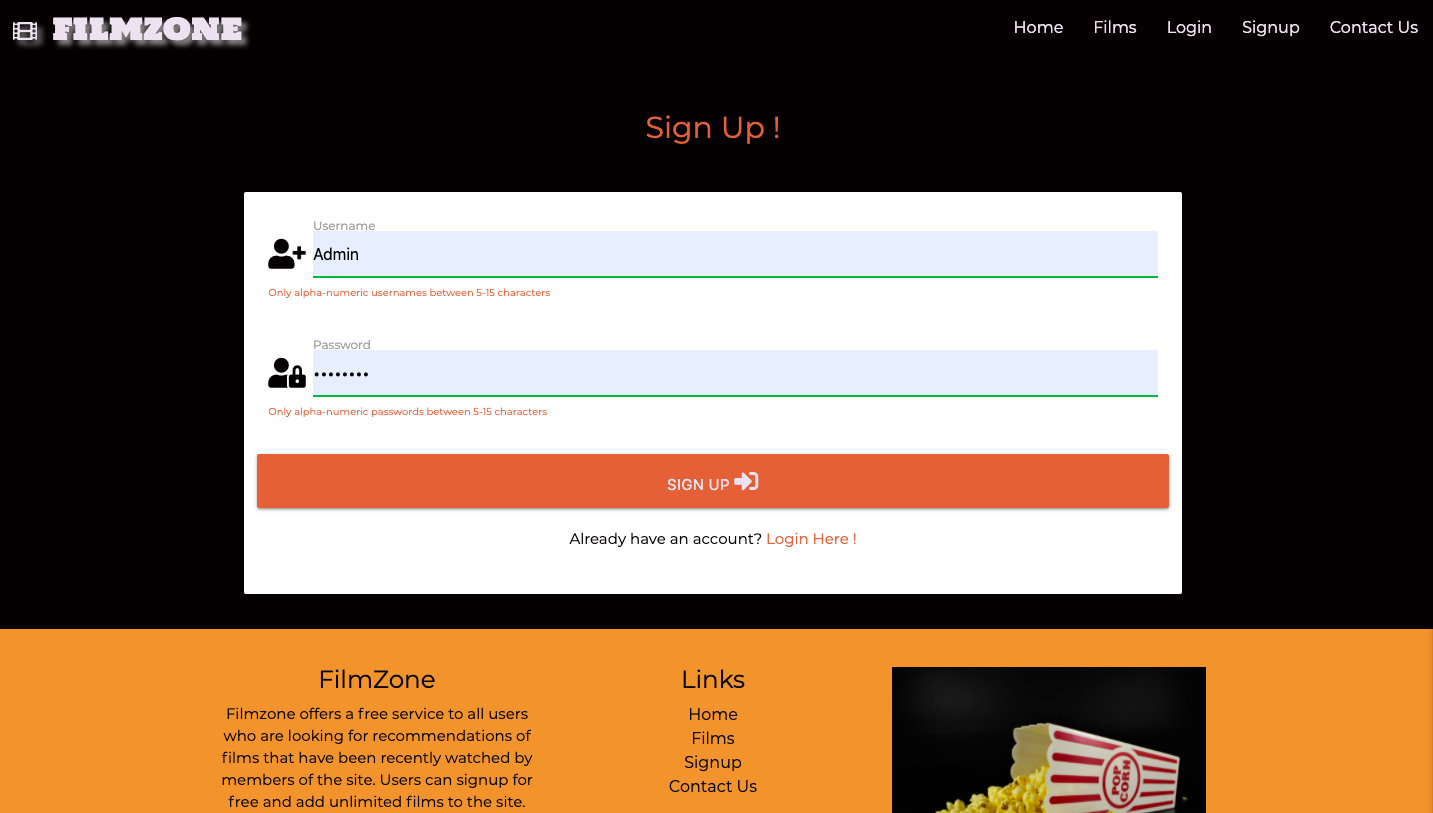 FILMZONE
Home Films Login Signup Contact Us
Sign Up !
Username
Admin
Only alpha-numeric usernames between 5-15 characters
Password
••••••••
Only alpha-numeric passwords between 5-15 characters
SIGN UP
Already have an account? Login Here !
FilmZone
Filmzone offers a free service to all users
who are looking for recommendations of
films that have been recently watched by
members of the site. Users can signup for
free and add unlimited films to the site.
Links
Home
Films
Signup
Contact Us
POP
CORN